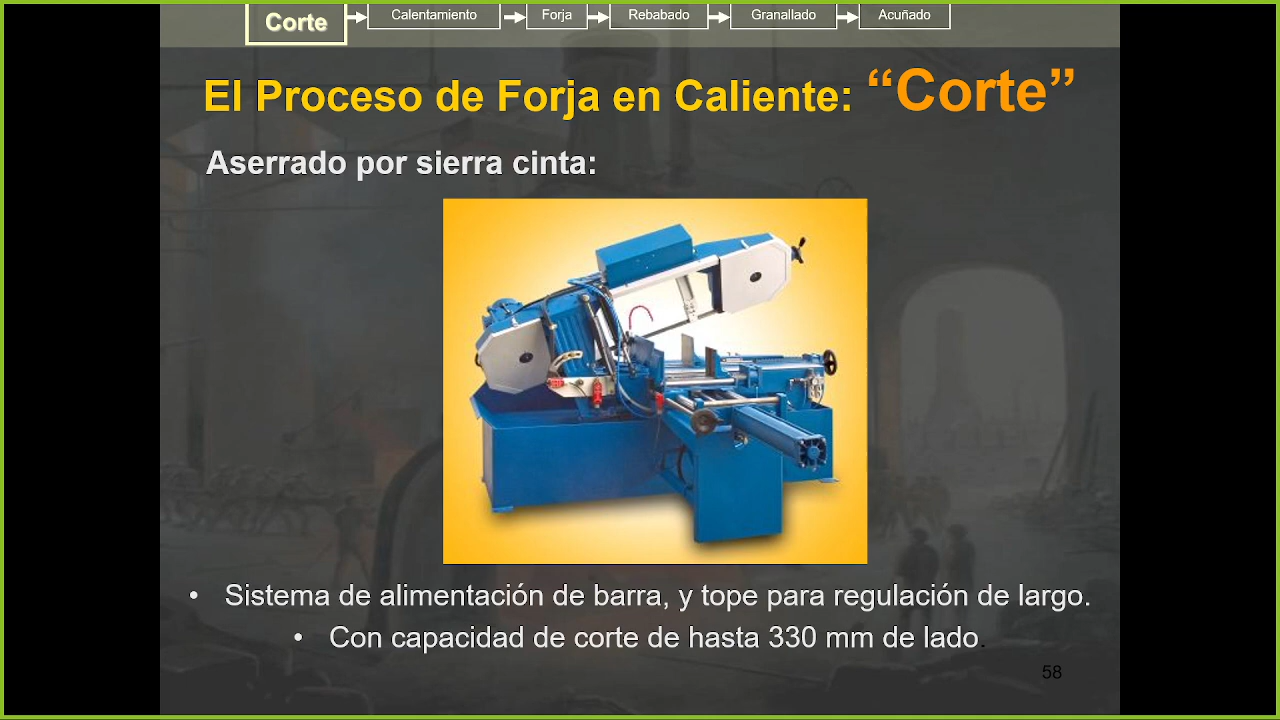 Corte
Calentamiento
Forja
Rebabado
Granallado
Acuñado
El Proceso de Forja en Caliente: “Corte”
Aserrado por sierra cinta:
• Sistema de alimentación de barra, y tope para regulación de largo.
• Con capacidad de corte de hasta 330 mm de lado.
58